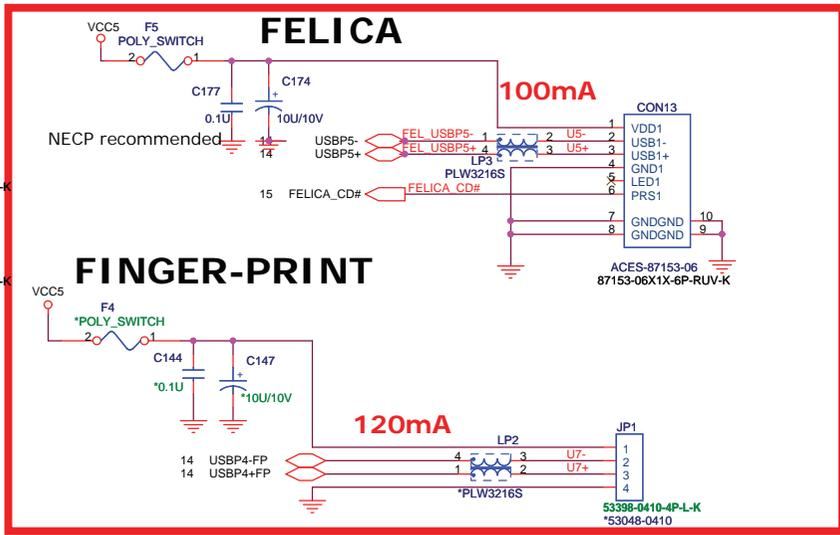 FELICA
VCC5
F5
POLY_SWITCH
2 1
C177
0.1U
C174
+
10U/10V
100mA
NECP recommended
14
USBP5-
USBP5+
FEL_USBP5-
FEL_USBP5+
1 2
4 3
LP3
PLW3216S
U5-
U5+
15 FELICA_CD#
FELICA_CD#
CON13
1 VDD1
2 USB1-
3 USB1+
4 GND1
5 LED1
6 PRS1
7 GNDGND 10
8 GNDGND 9
ACES-87153-06
87153-06X1X-6P-RUV-K
-K
-K
FINGER-PRINT
VCC5
F4
*POLY_SWITCH
2 1
C144
*0.1U
C147
+
*10U/10V
120mA
14 USBP4-FP
14 USBP4+FP
LP2
4 3
1 2
*PLW3216S
U7-
U7+
JP1
1
2
3
4
53398-0410-4P-L-K
*53048-0410